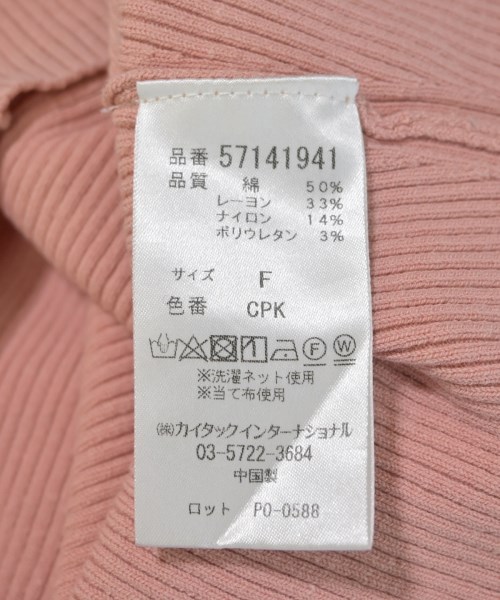 品番 57141941
品質 綿 50%
レーヨン 33%
ナイロン 14%
ポリウレタン 3%
サイズ F
色番 CPK
F W
※洗濯ネット使用
※当て布使用
㈱カイタックインターナショナル
03-5722-3684
中国製
ロット PO-0588